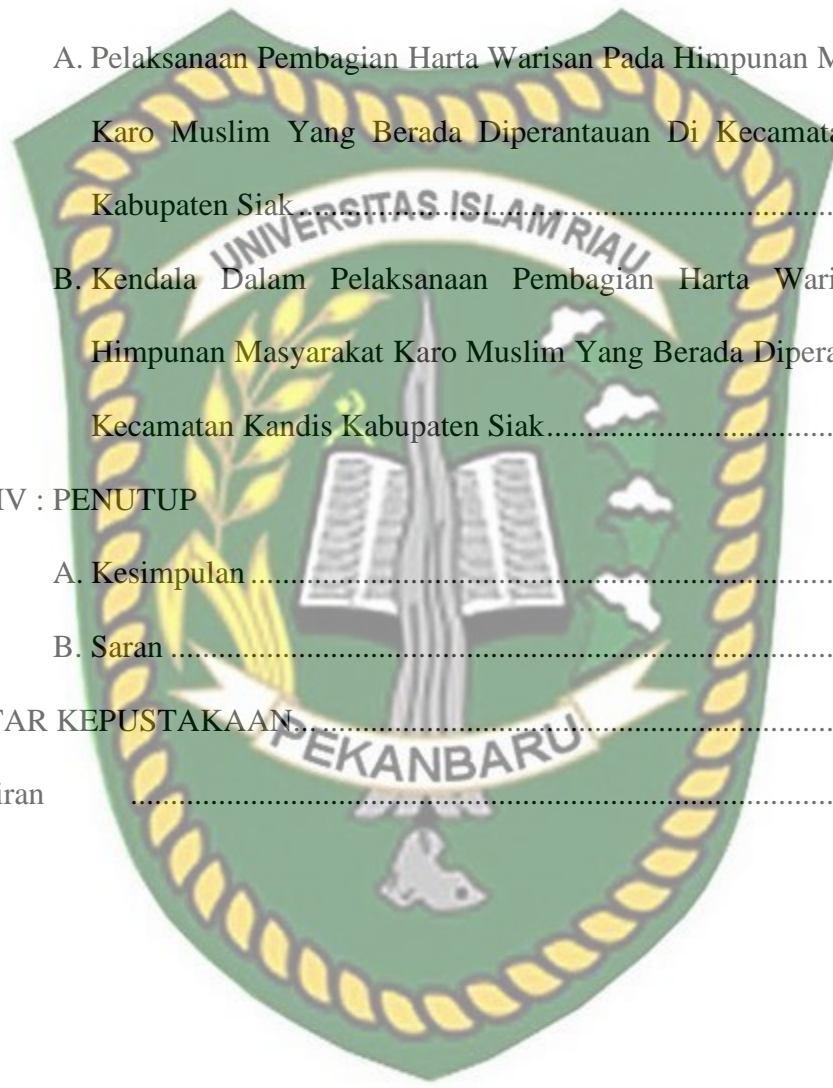 A. Pelaksanaan Pembagian Harta Warisan Pada Himpunan M
Karo Muslim Yang Berada Diperantauan Di Kecamata
Kabupaten Siak
UNIVERSITAS ISLAM RIAU
B. Kendala Dalam Pelaksanaan Pembagian Harta Wari
Himpunan Masyarakat Karo Muslim Yang Berada Dipera
Kecamatan Kandis Kabupaten Siak
IV : PENUTUP
A. Kesimpulan
B. Saran
TAR KEPUSTAKAAN
PEKANBARU
iran